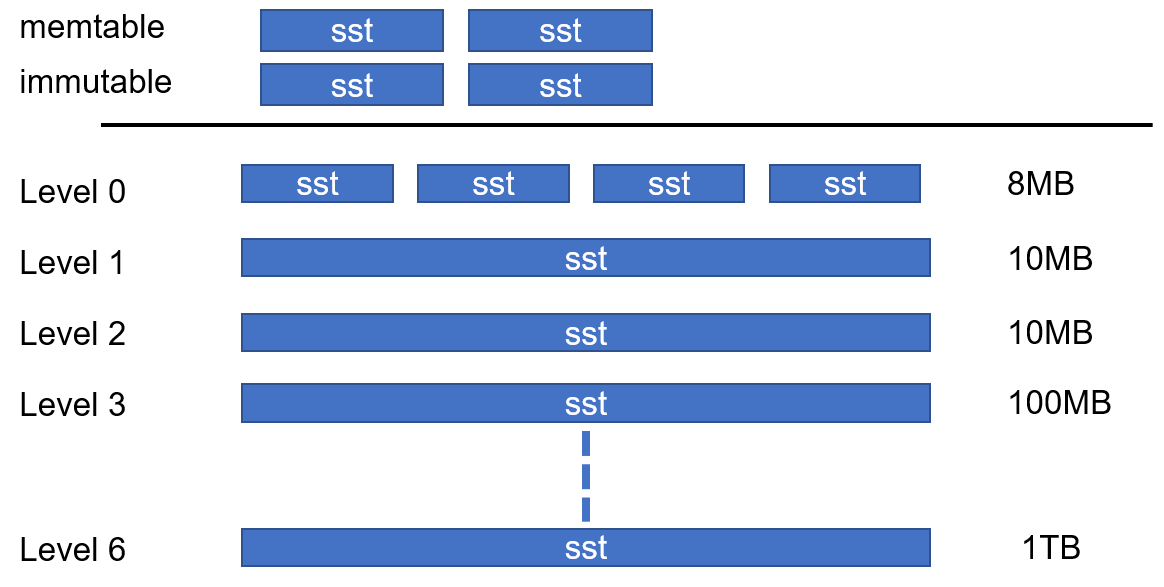 memtable sst sst
immutable sst sst
Level 0 sst sst sst sst 8MB
Level 1 sst 10MB
Level 2 sst 10MB
Level 3 sst 100MB
Level 6 sst 1TB